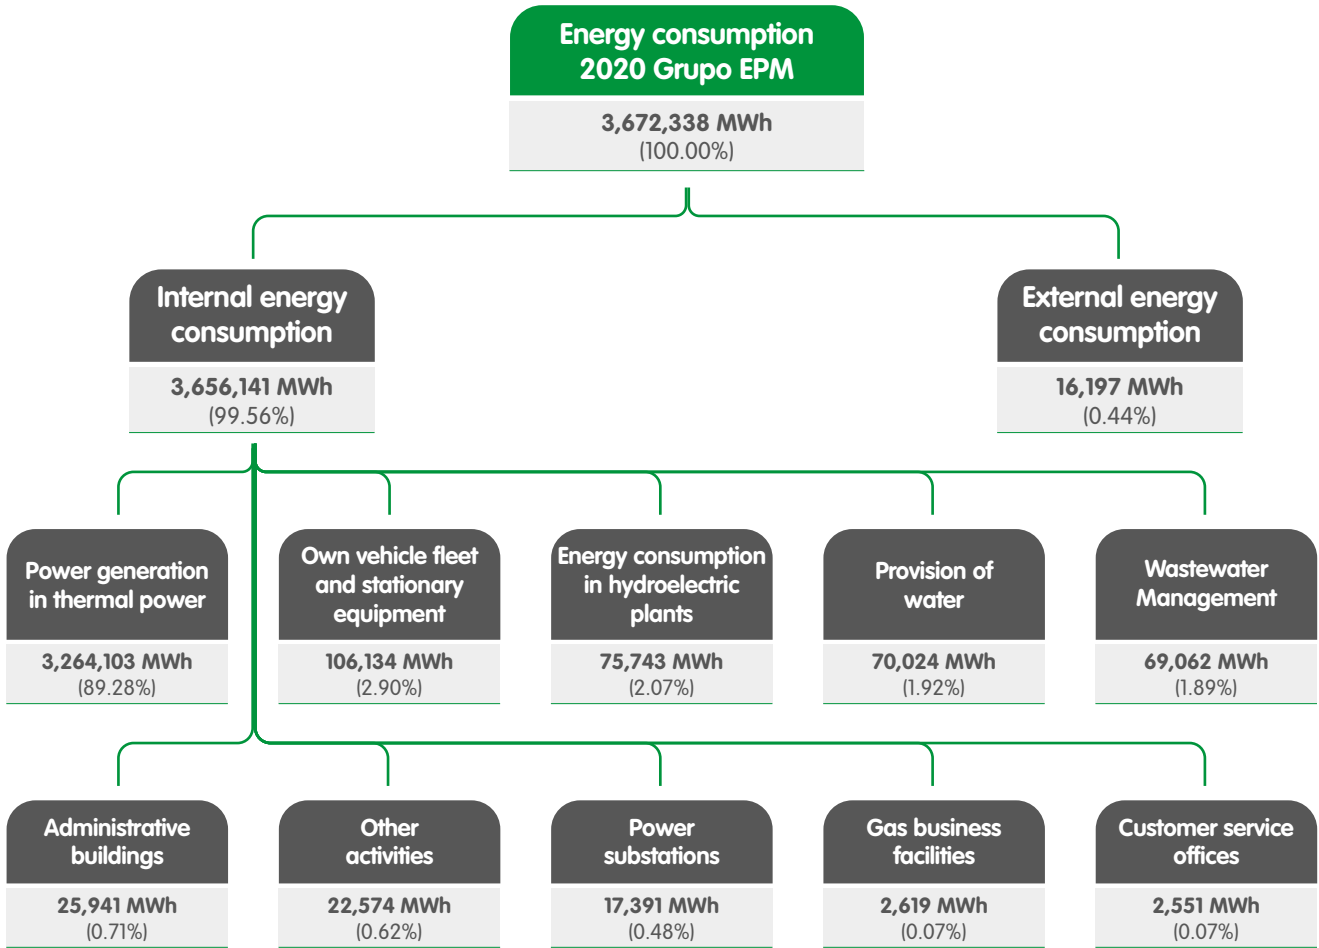 Energy consumption
2020 Grupo EPM
3,672,338 MWh
(100.00%)
Internal energy
consumption
3,656,141 MWh
(99.56%)
External energy
consumption
16,197 MWh
(0.44%)
Power generation
in thermal power
3,264,103 MWh
(89.28%)
Own vehicle fleet
and stationary
equipment
106,134 MWh
(2.90%)
Energy consumption
in hydroelectric
plants
75,743 MWh
(2.07%)
Provision of
water
70,024 MWh
(1.92%)
Wastewater
Management
69,062 MWh
(1.89%)
Administrative
buildings
25,941 MWh
(0.71%)
Other
activities
22,574 MWh
(0.62%)
Power
substations
17,391 MWh
(0.48%)
Gas business
facilities
2,619 MWh
(0.07%)
Customer service
offices
2,551 MWh
(0.07%)